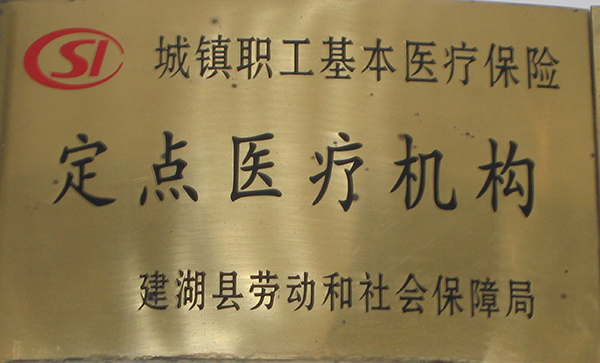 CSI 城镇职工基本医疗保险
定点医疗机构
建湖县劳动和社会保障局